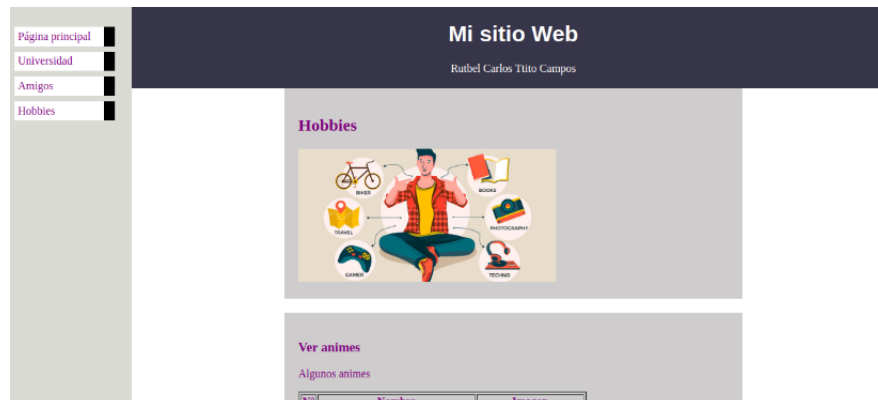 Página principal
Universidad
Amigos
Hobbies
Mi sitio Web
Rutbel Carlos Ttito Campos
Hobbies
BIKER
BOOKS
TRAVEL
PHOTOGRAPHY
GAMER
TECHNO
Ver animes
Algunos animes
Nº Nombre Imagen